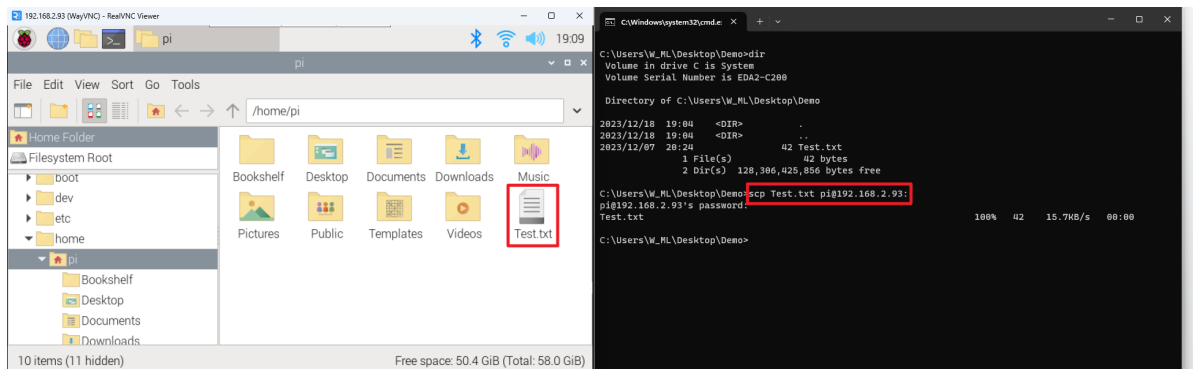 192.168.2.93 (WayVNC) - RealVNC Viewer
pi
19:09
pi
File Edit View Sort Go Tools
/home/pi
Home Folder
Filesystem Root
boot
dev
etc
home
pi
Bookshelf
Desktop
Documents
Downloads
Bookshelf Desktop Documents Downloads Music
Pictures Public Templates Videos Test.txt
10 items (11 hidden) Free space: 50.4 GiB (Total: 58.0 GiB)
C:\Windows\system32\cmd.e:
C:\Users\W_ML\Desktop\Demo>dir
Volume in drive C is System
Volume Serial Number is EDA2-C200
Directory of C:\Users\W_ML\Desktop\Demo
2023/12/18 19:04 <DIR> .
2023/12/18 19:04 <DIR> ..
2023/12/07 20:24 42 Test.txt
1 File(s) 42 bytes
2 Dir(s) 128,306,425,856 bytes free
C:\Users\W_ML\Desktop\Demo>scp Test.txt pi@192.168.2.93:
pi@192.168.2.93's password:
Test.txt 100% 42 15.7KB/s 00:00
C:\Users\W_ML\Desktop\Demo>